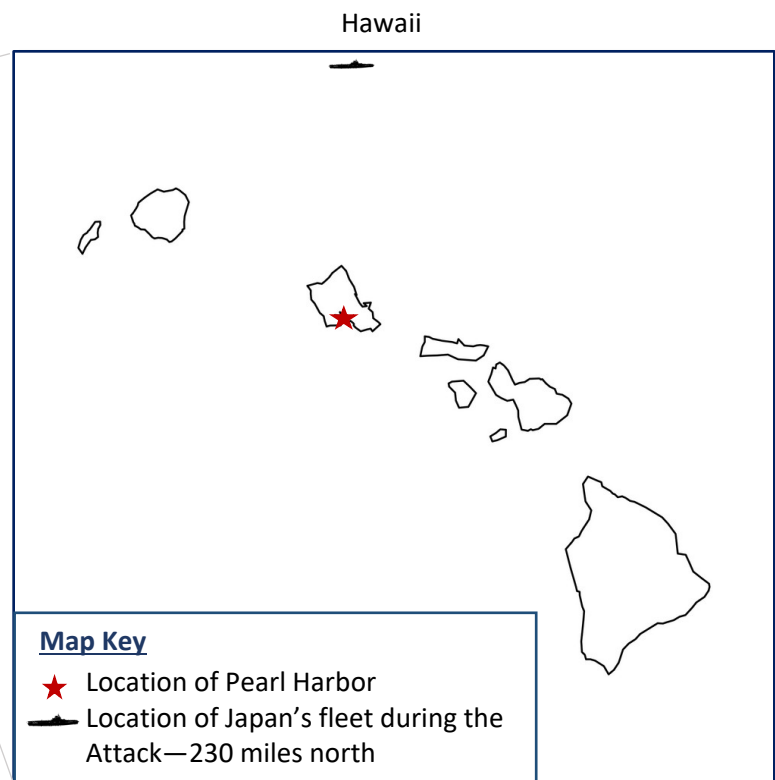 Hawaii
Map Key
Location of Pearl Harbor
Location of Japan’s fleet during the
Attack—230 miles north